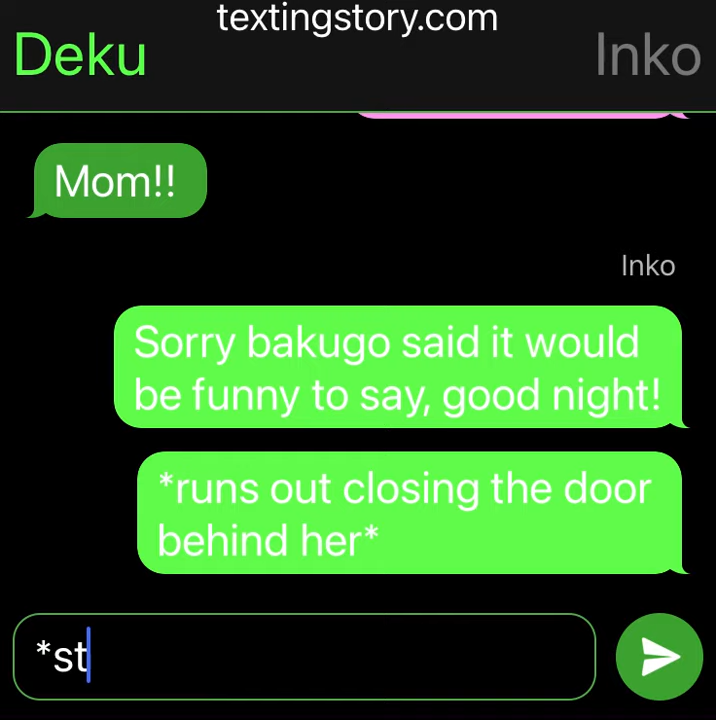 textingstory.com
Deku
Inko
Mom!!
Inko
Sorry bakugo said it would
be funny to say, good night!
*runs out closing the door
behind her*
*st